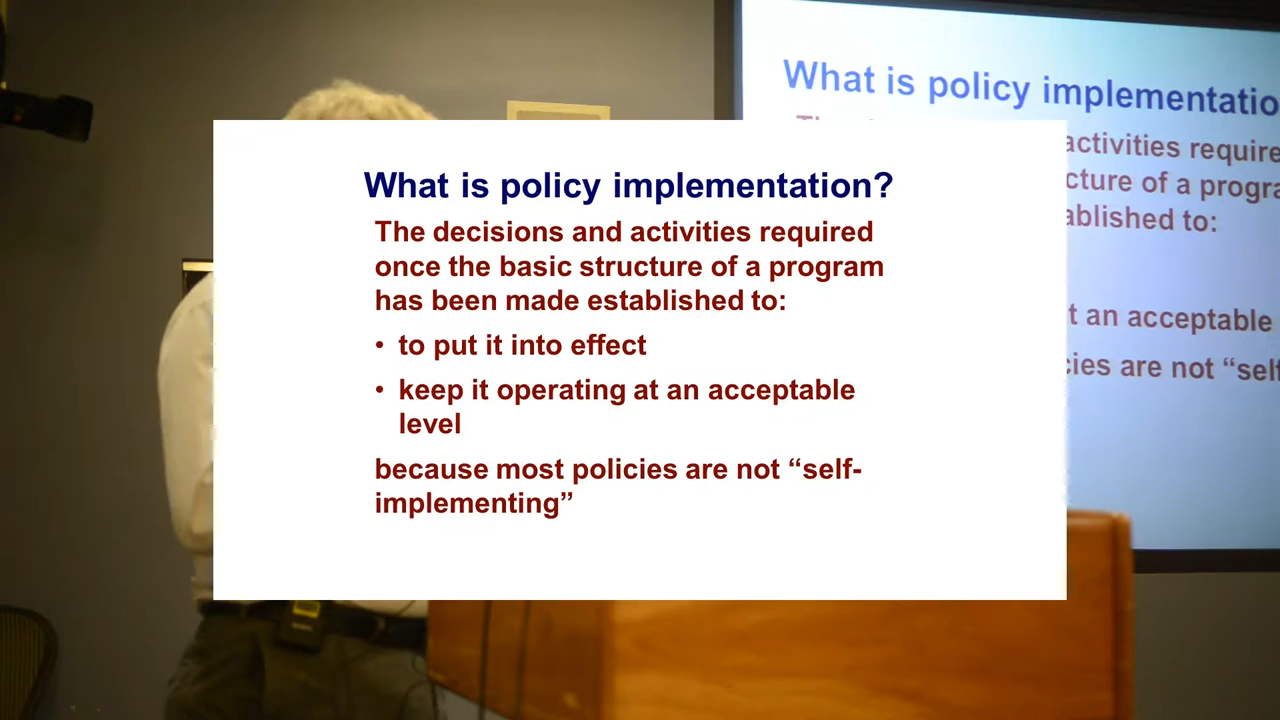 What is policy implementation?
The decisions and activities required
once the basic structure of a program
has been made established to:
• to put it into effect
• keep it operating at an acceptable
level
because most policies are not “self-
implementing”
What is policy implementatio
activities require
cture of a progra
ablished to:
t an acceptable
cies are not “self